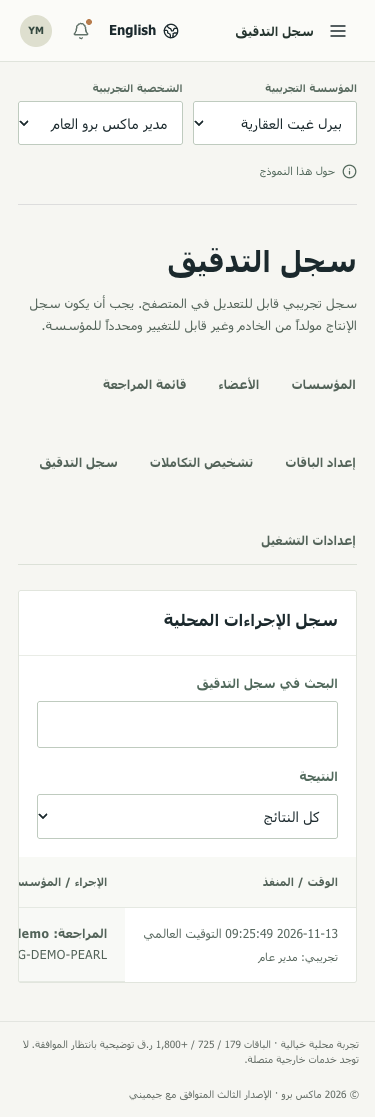 سجل التدقيق
English
YM
المؤسسة التجريبية
الشخصية التجريبية
بيرل غيت العقارية
مدير ماكس برو العام
حول هذا النموذج
سجل التدقيق
سجل تجريبي قابل للتعديل في المتصفح. يجب أن يكون سجل
الإنتاج مولداً من الخادم وغير قابل للتغيير ومحدداً للمؤسسة.
المؤسسات الأعضاء قائمة المراجعة
إعداد الباقات تشخيص التكاملات سجل التدقيق
إعدادات التشغيل
سجل الإجراءات المحلية
البحث في سجل التدقيق
النتيجة
كل النتائج
الوقت / المنفذ
الإجراء / المؤسس
2026-11-13 09:25:49 التوقيت العالمي
تجريبي: مدير عام
المراجعة: demo
G-DEMO-PEARL
تجربة محلية خيالية · الباقات 179 / 725 / +1,800 ر.ق توضيحية بانتظار الموافقة. لا
توجد خدمات خارجية متصلة.
© 2026 ماكس برو · الإصدار الثالث المتوافق مع جيميني